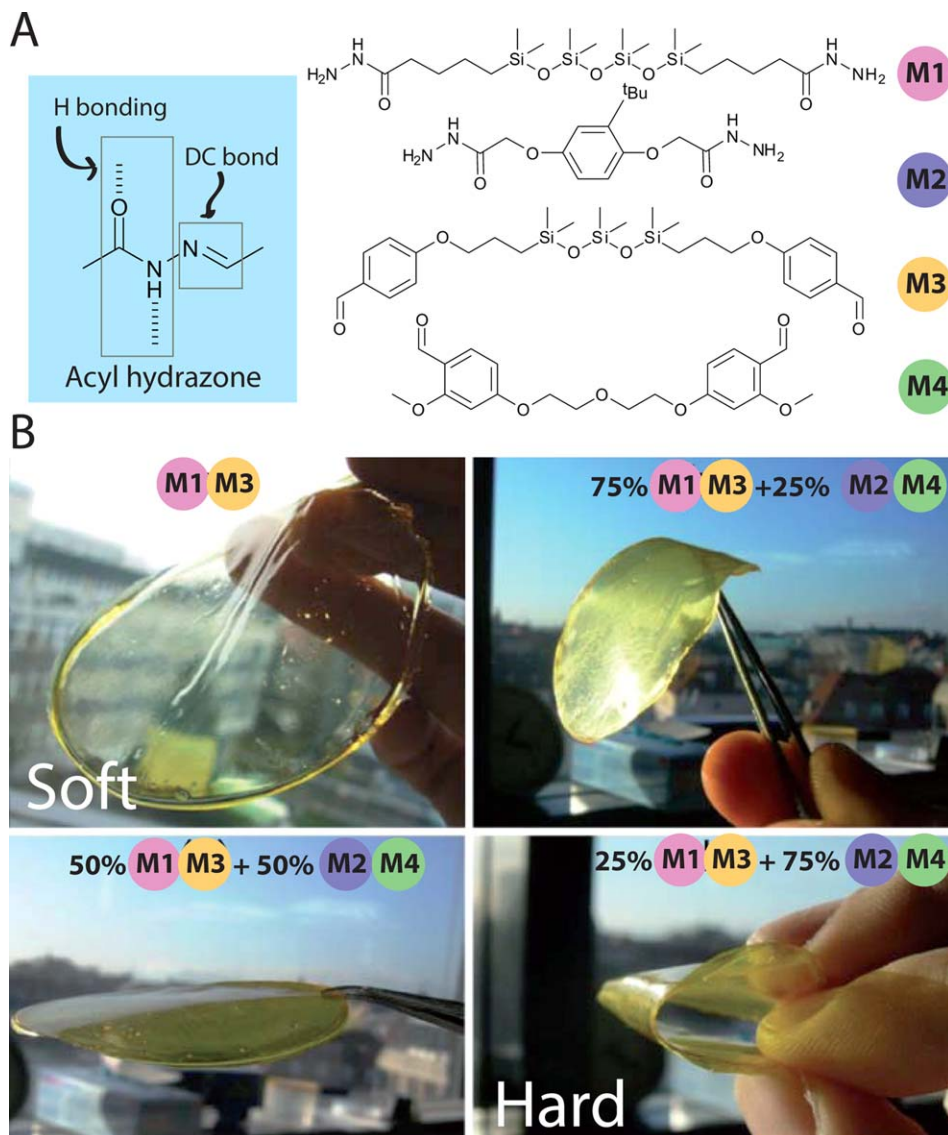 A
H bonding
DC bond
O
N
N
H
Acyl hydrazone
H
N
H₂N
O
Si
O
Si
O
Si
O
Si
O
H
N
NH₂
M1
ᵗBu
H
N
H₂N
O
O
O
O
H
N
NH₂
M2
O
Si
O
Si
O
Si
O
O
O
M3
O
O
O
O
O
O
O
M4
B
M1 M3
Soft
75% M1 M3 +25% M2 M4
50% M1 M3 + 50% M2 M4
25% M1 M3 + 75% M2 M4
Hard